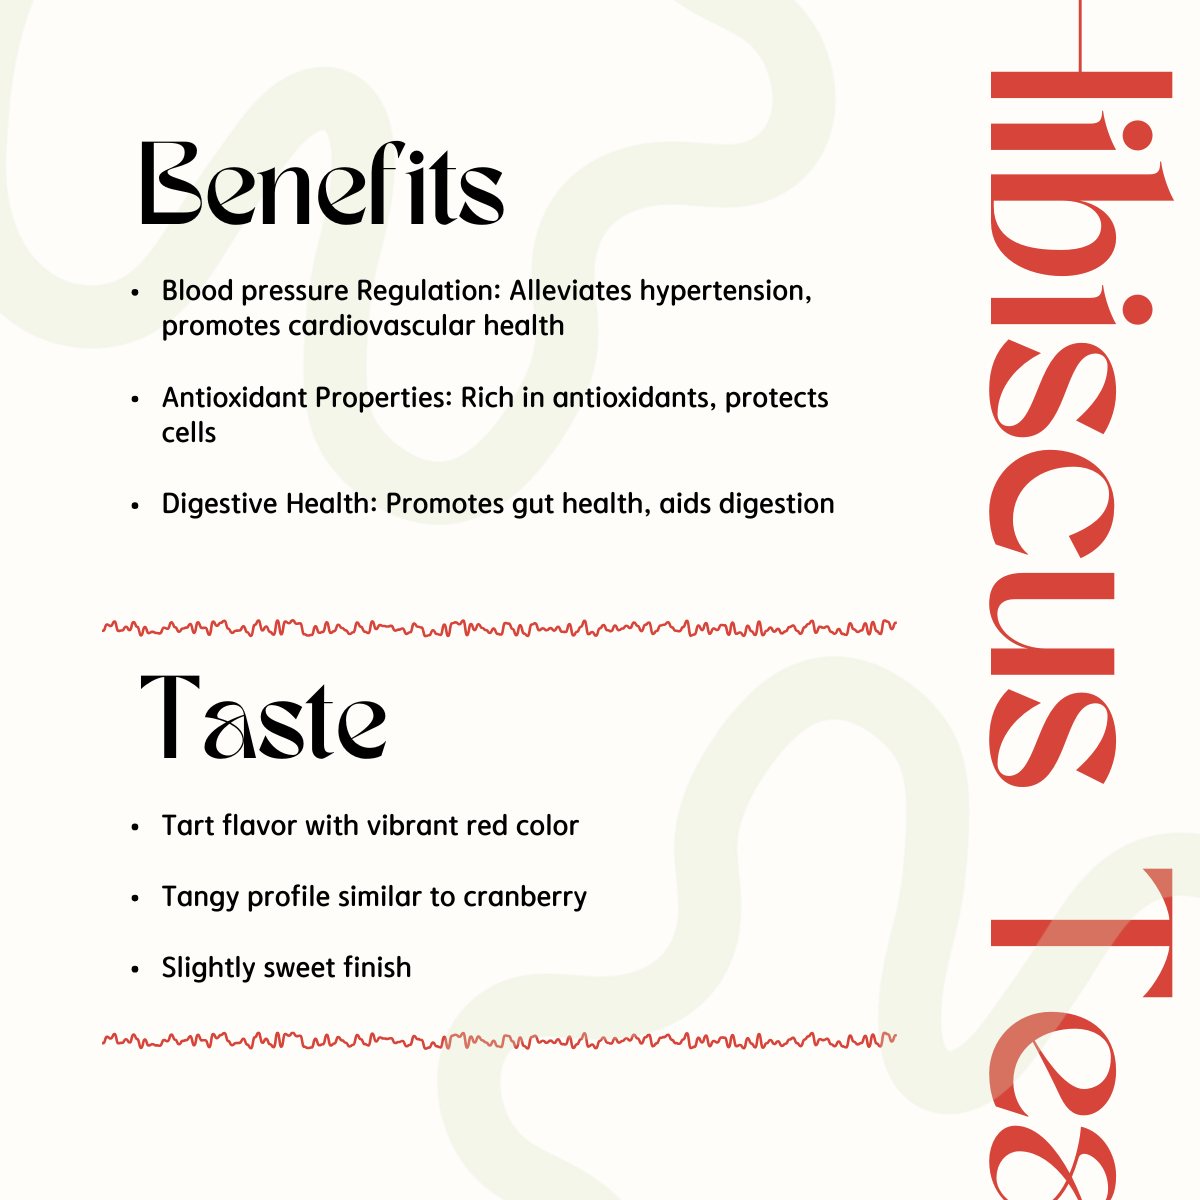 Benefits
• Blood pressure Regulation: Alleviates hypertension,
promotes cardiovascular health
• Antioxidant Properties: Rich in antioxidants, protects
cells
• Digestive Health: Promotes gut health, aids digestion
Taste
• Tart flavor with vibrant red color
• Tangy profile similar to cranberry
• Slightly sweet finish
Hibiscus Tea